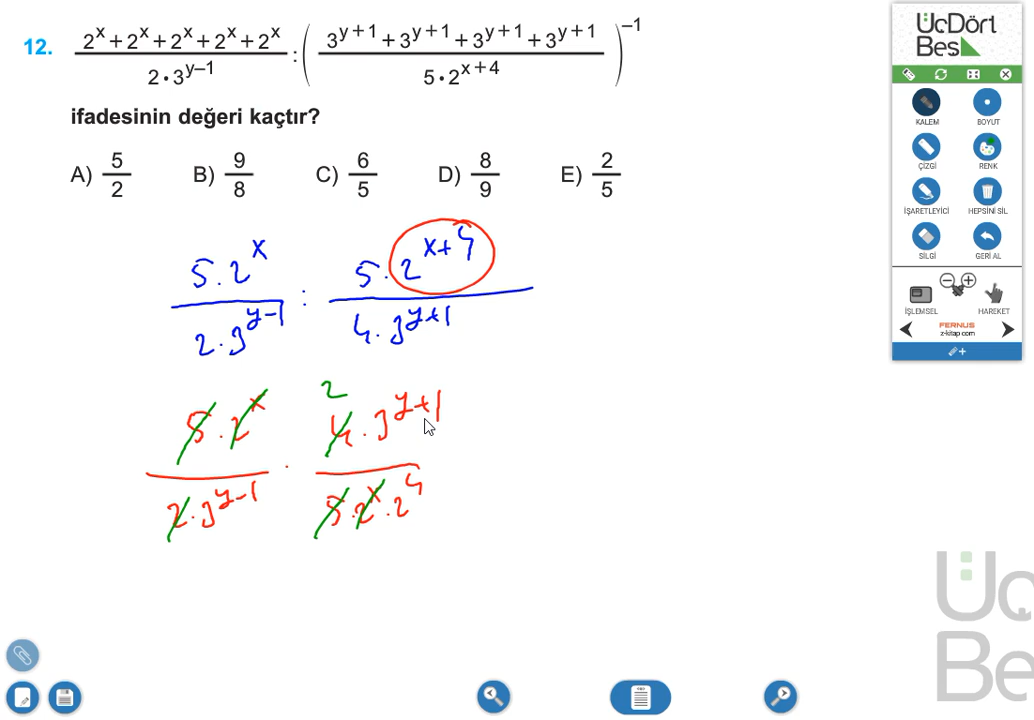 12. (2^x+2^x+2^x+2^x+2^x)/(2•3^(y–1)) : ((3^(y+1)+3^(y+1)+3^(y+1)+3^(y+1))/(5•2^(x+4)))^–1
ifadesinin değeri kaçtır?
A) 5/2 B) 9/8 C) 6/5 D) 8/9 E) 2/5
(5.2^x)/(2.3^(y-1)) : (5.2^(x+4))/(4.3^(y+1))
2
(5.2^x)/(2.3^(y-1)) . (4.3^(y+1))/(5.2^x.2^4)
ÜcDört
Beş
KALEM BOYUT
ÇİZGİ RENK
İŞARETLEYİCİ HEPSİNİ SİL
SİLGİ GERİ AL
İŞLEMSEL HAREKET
FERNUS
z-kitap.com